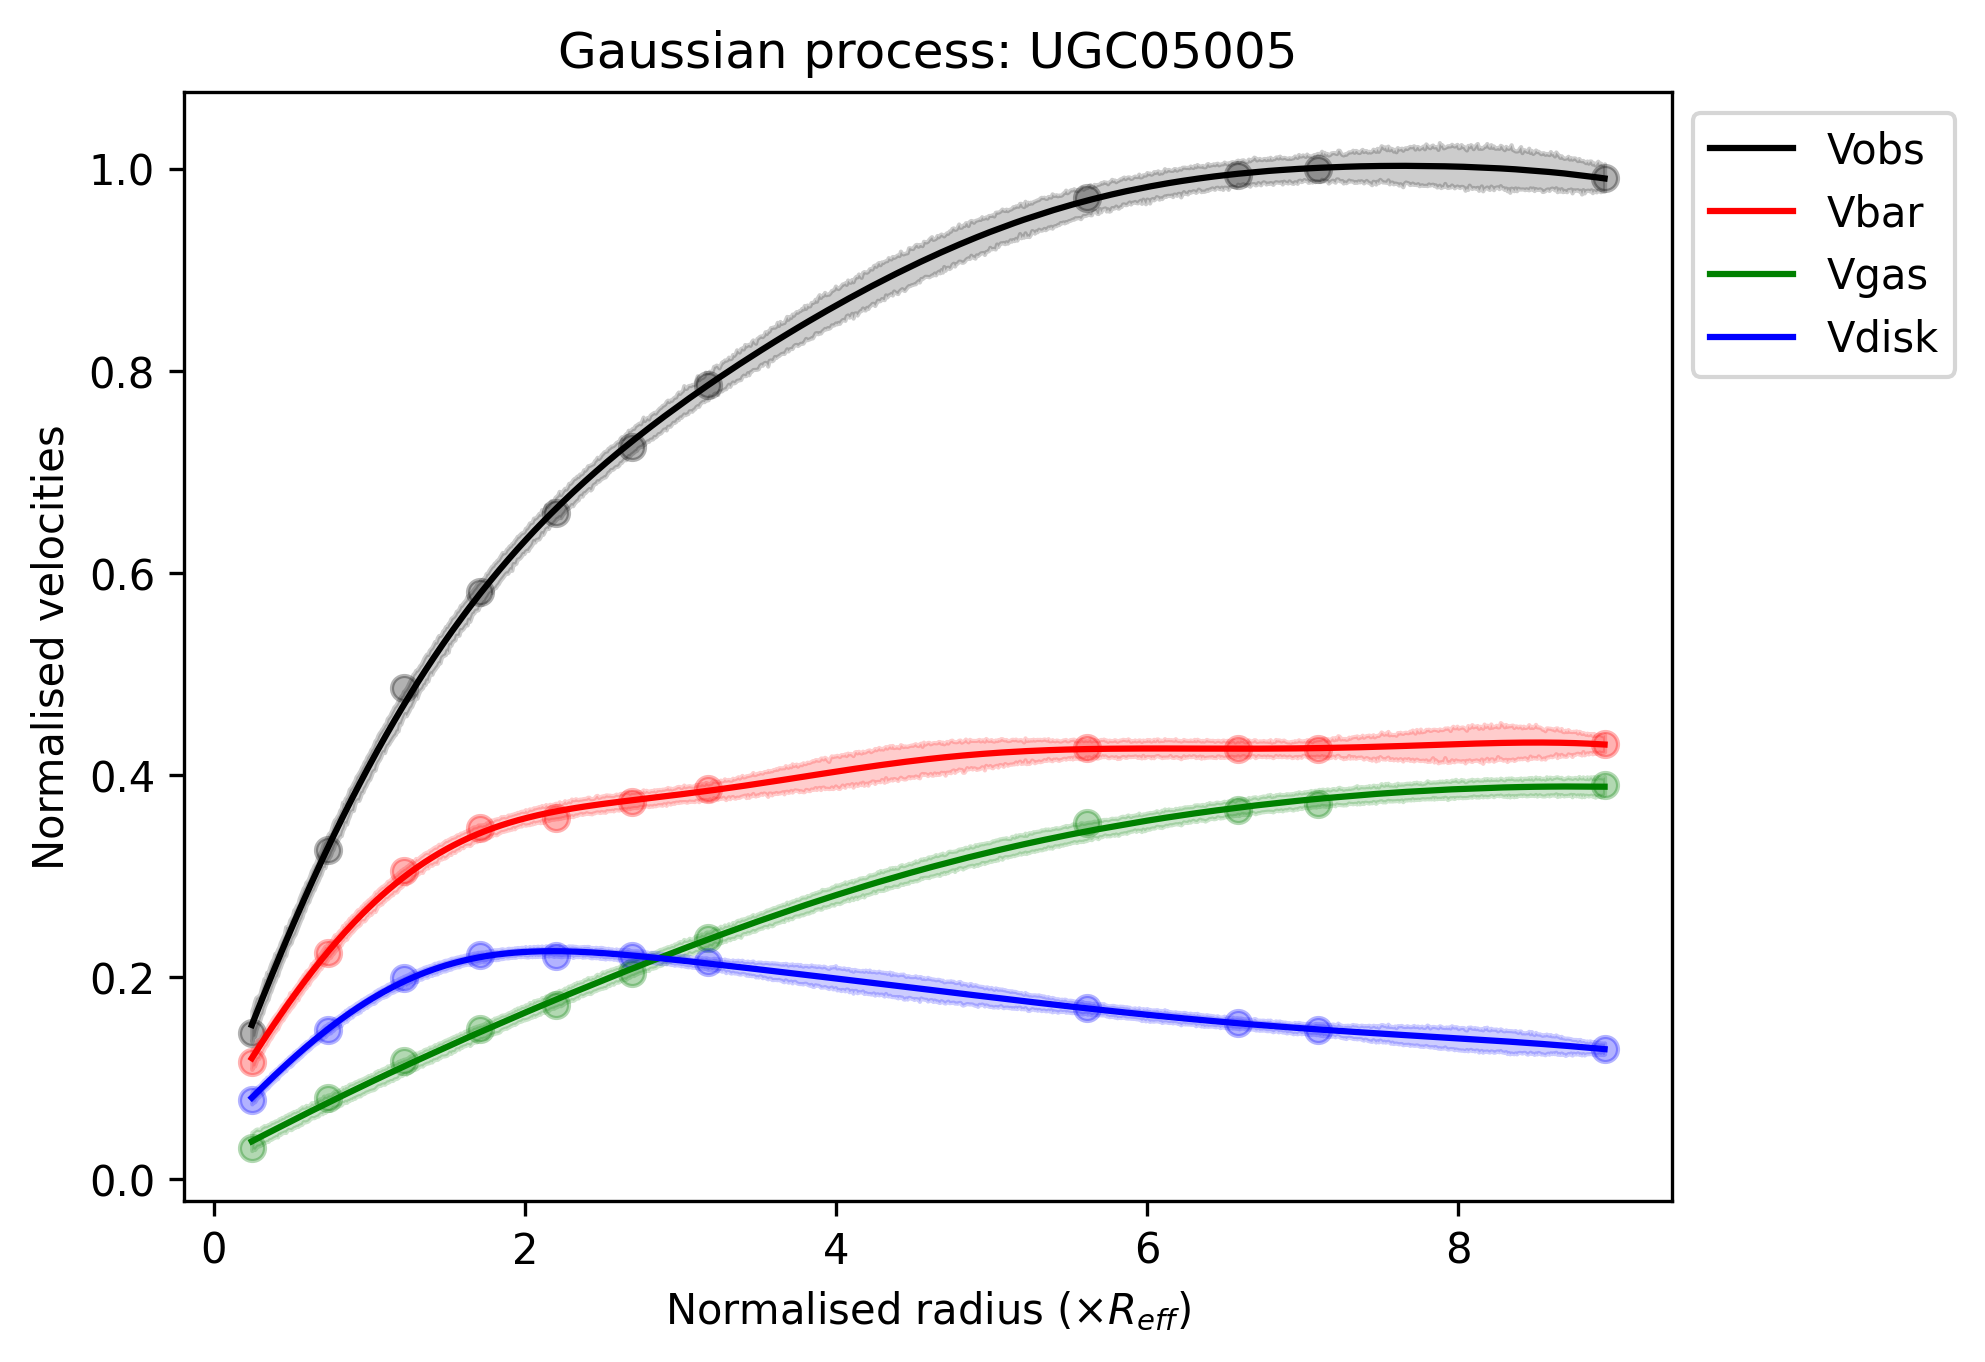 Gaussian process: UGC05005
Vobs
Vbar
Vgas
Vdisk
1.0
0.8
0.6
0.4
0.2
0.0
Normalised velocities
0 2 4 6 8
Normalised radius (×R_eff)